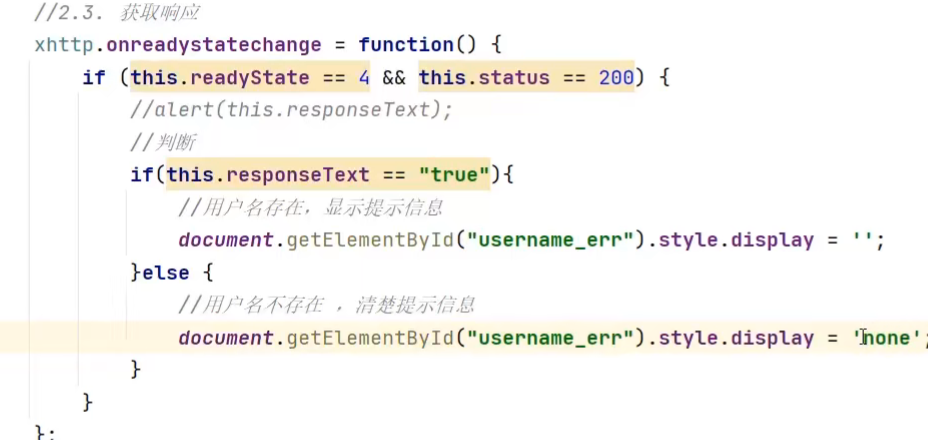 //2.3. 获取响应
xhttp.onreadystatechange = function() {
if (this.readyState == 4 && this.status == 200) {
//alert(this.responseText);
//判断
if(this.responseText == "true"){
//用户名存在，显示提示信息
document.getElementById("username_err").style.display = '';
}else {
//用户名不存在 ，清楚提示信息
document.getElementById("username_err").style.display = 'none';
}
}
};